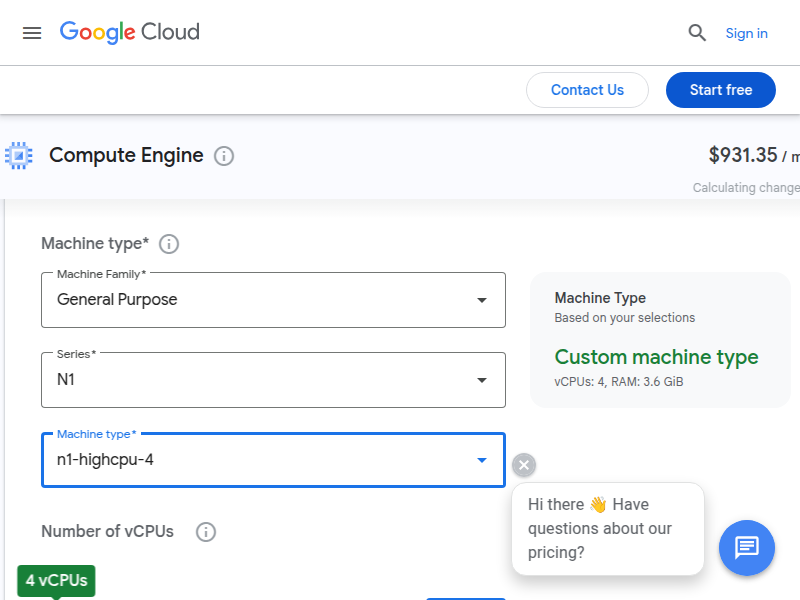 Google Cloud
Sign in
Contact Us
Start free
Compute Engine
$931.35 / m
Calculating change
Machine type*
Machine Family*
General Purpose
Series*
N1
Machine type*
n1-highcpu-4
Machine Type
Based on your selections
Custom machine type
vCPUs: 4, RAM: 3.6 GiB
Number of vCPUs
4 vCPUs
Hi there 👋 Have
questions about our
pricing?